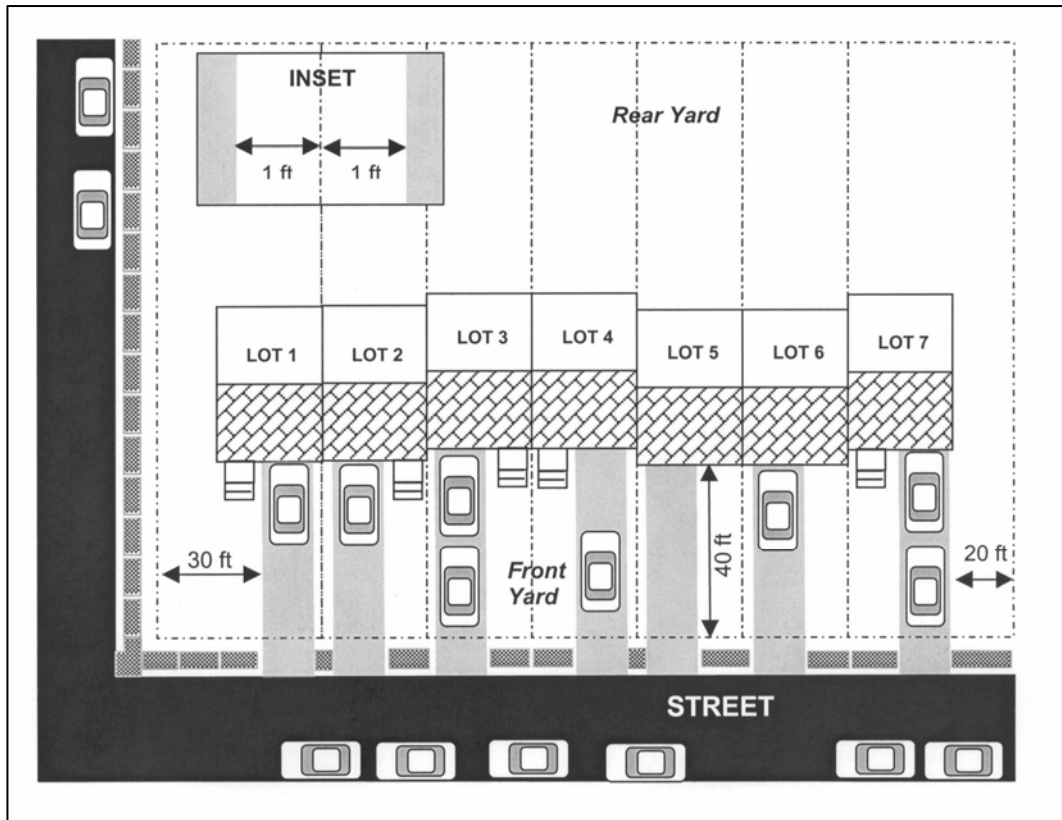 INSET
1 ft
1 ft
Rear Yard
LOT 1
LOT 2
LOT 3
LOT 4
LOT 5
LOT 6
LOT 7
30 ft
Front
Yard
40 ft
20 ft
STREET